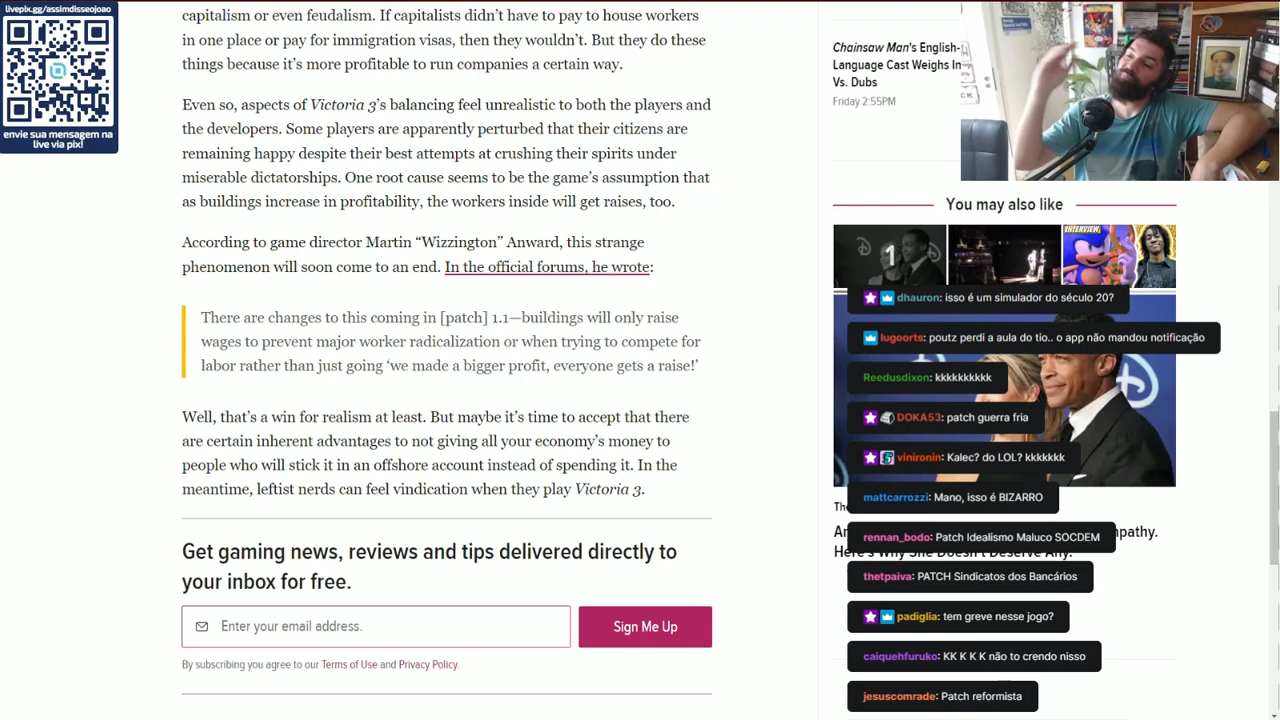 livepix.gg/assimdisseojoao
envie sua mensagem na
live via pix!
capitalism or even feudalism. If capitalists didn’t have to pay to house workers
in one place or pay for immigrant visas, then they wouldn’t. But they do these
things because it’s more profitable to run companies a certain way.
Even so, aspects of Victoria 3’s balancing feel unrealistic to both the players and
the developers. Some players are apparently perturbed that their citizens are
remaining happy despite their best attempts at crushing their spirits under
miserable dictatorships. One root cause seems to be the game’s assumption that
as buildings increase in profitability, the workers inside will get raises, too.
According to game director Martin “Wizzington” Anward, this strange
phenomenon will soon come to an end. In the official forums, he wrote:
There are changes to this coming in [patch] 1.1—buildings will only raise
wages to prevent major worker radicalization or when trying to compete for
labor rather than just going ‘we made a bigger profit, everyone gets a raise!’
Well, that’s a win for realism at least. But maybe it’s time to accept that there
are certain inherent advantages to not giving all your economy’s money to
people who will stick it in an offshore account instead of spending it. In the
meantime, leftist nerds can feel vindication when they play Victoria 3.
Get gaming news, reviews and tips delivered directly to
your inbox for free.
Enter your email address.
Sign Me Up
By subscribing you agree to our Terms of Use and Privacy Policy.
Chainsaw Man’s English-
Language Cast Weighs In
Vs. Dubs
Friday 2:55PM
You may also like
1
INTERVIEW
dhauron: isso é um simulador do século 20?
lugoorts: poutz perdi a aula do tio.. o app não mandou notificação
Reedusdixon: kkkkkkkkkk
DOKA53: patch guerra fria
vinironin: Kalec? do LOL? kkkkkkk
mattcarrozzi: Mano, isso é BIZARRO
rennan_bodo: Patch Idealismo Maluco SOCDEM
Here's Why She Doesn't Deserve Any.
thetpaiva: PATCH Sindicatos dos Bancários
padiglia: tem greve nesse jogo?
caiquehfuruko: KK K K K não to crendo nisso
jesuscomrade: Patch reformista